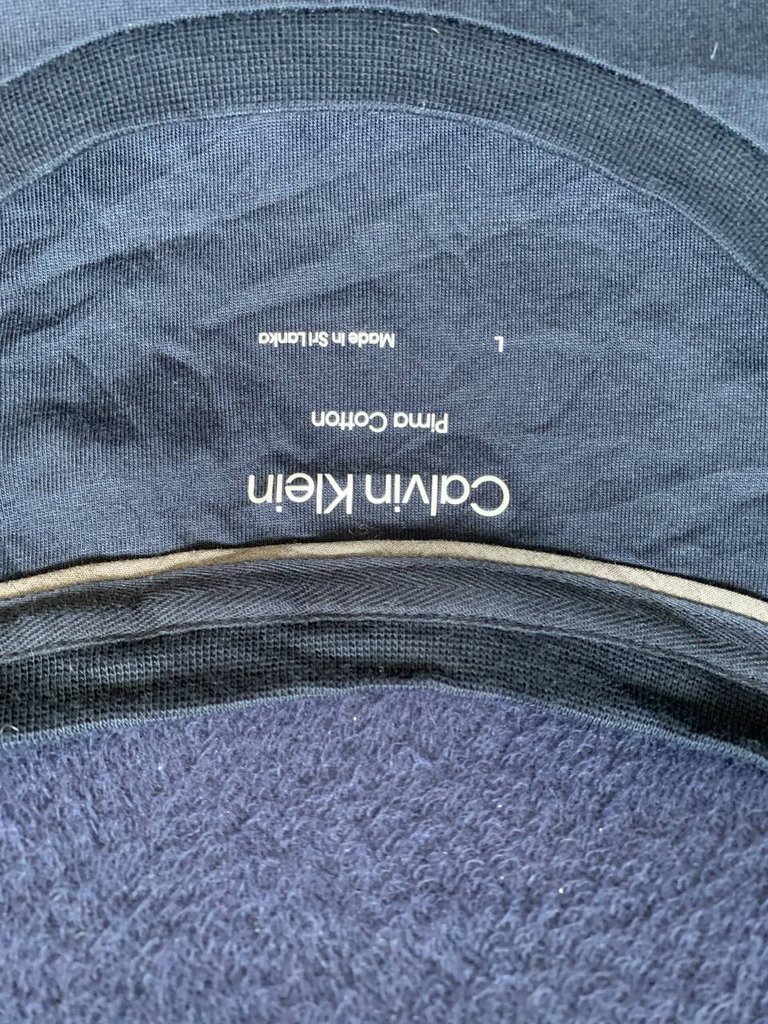 Calvin Klein
Pima Cotton
L Made in Sri Lanka